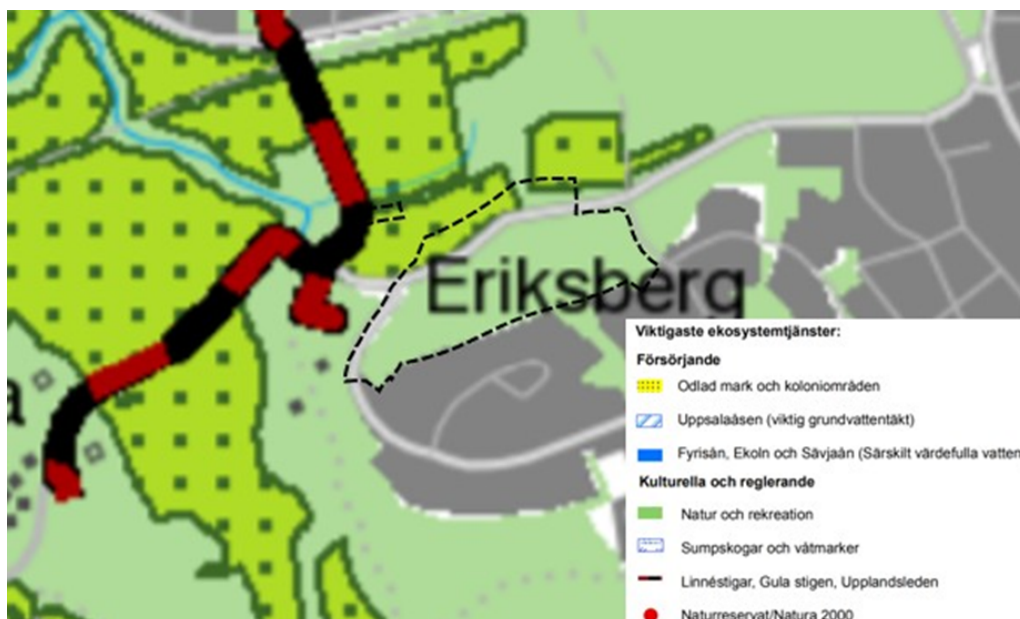 Eriksberg
a
Viktigaste ekosystemtjänster:
Försörjande
Odlad mark och koloniområden
Uppsalaåsen (viktig grundvattentäkt)
Fyrisån, Ekoln och Sävjaån (Särskilt värdefulla vatten
Kulturella och reglerande
Natur och rekreation
Sumpskogar och våtmarker
Linnéstigar, Gula stigen, Upplandsleden
Naturreservat/Natura 2000